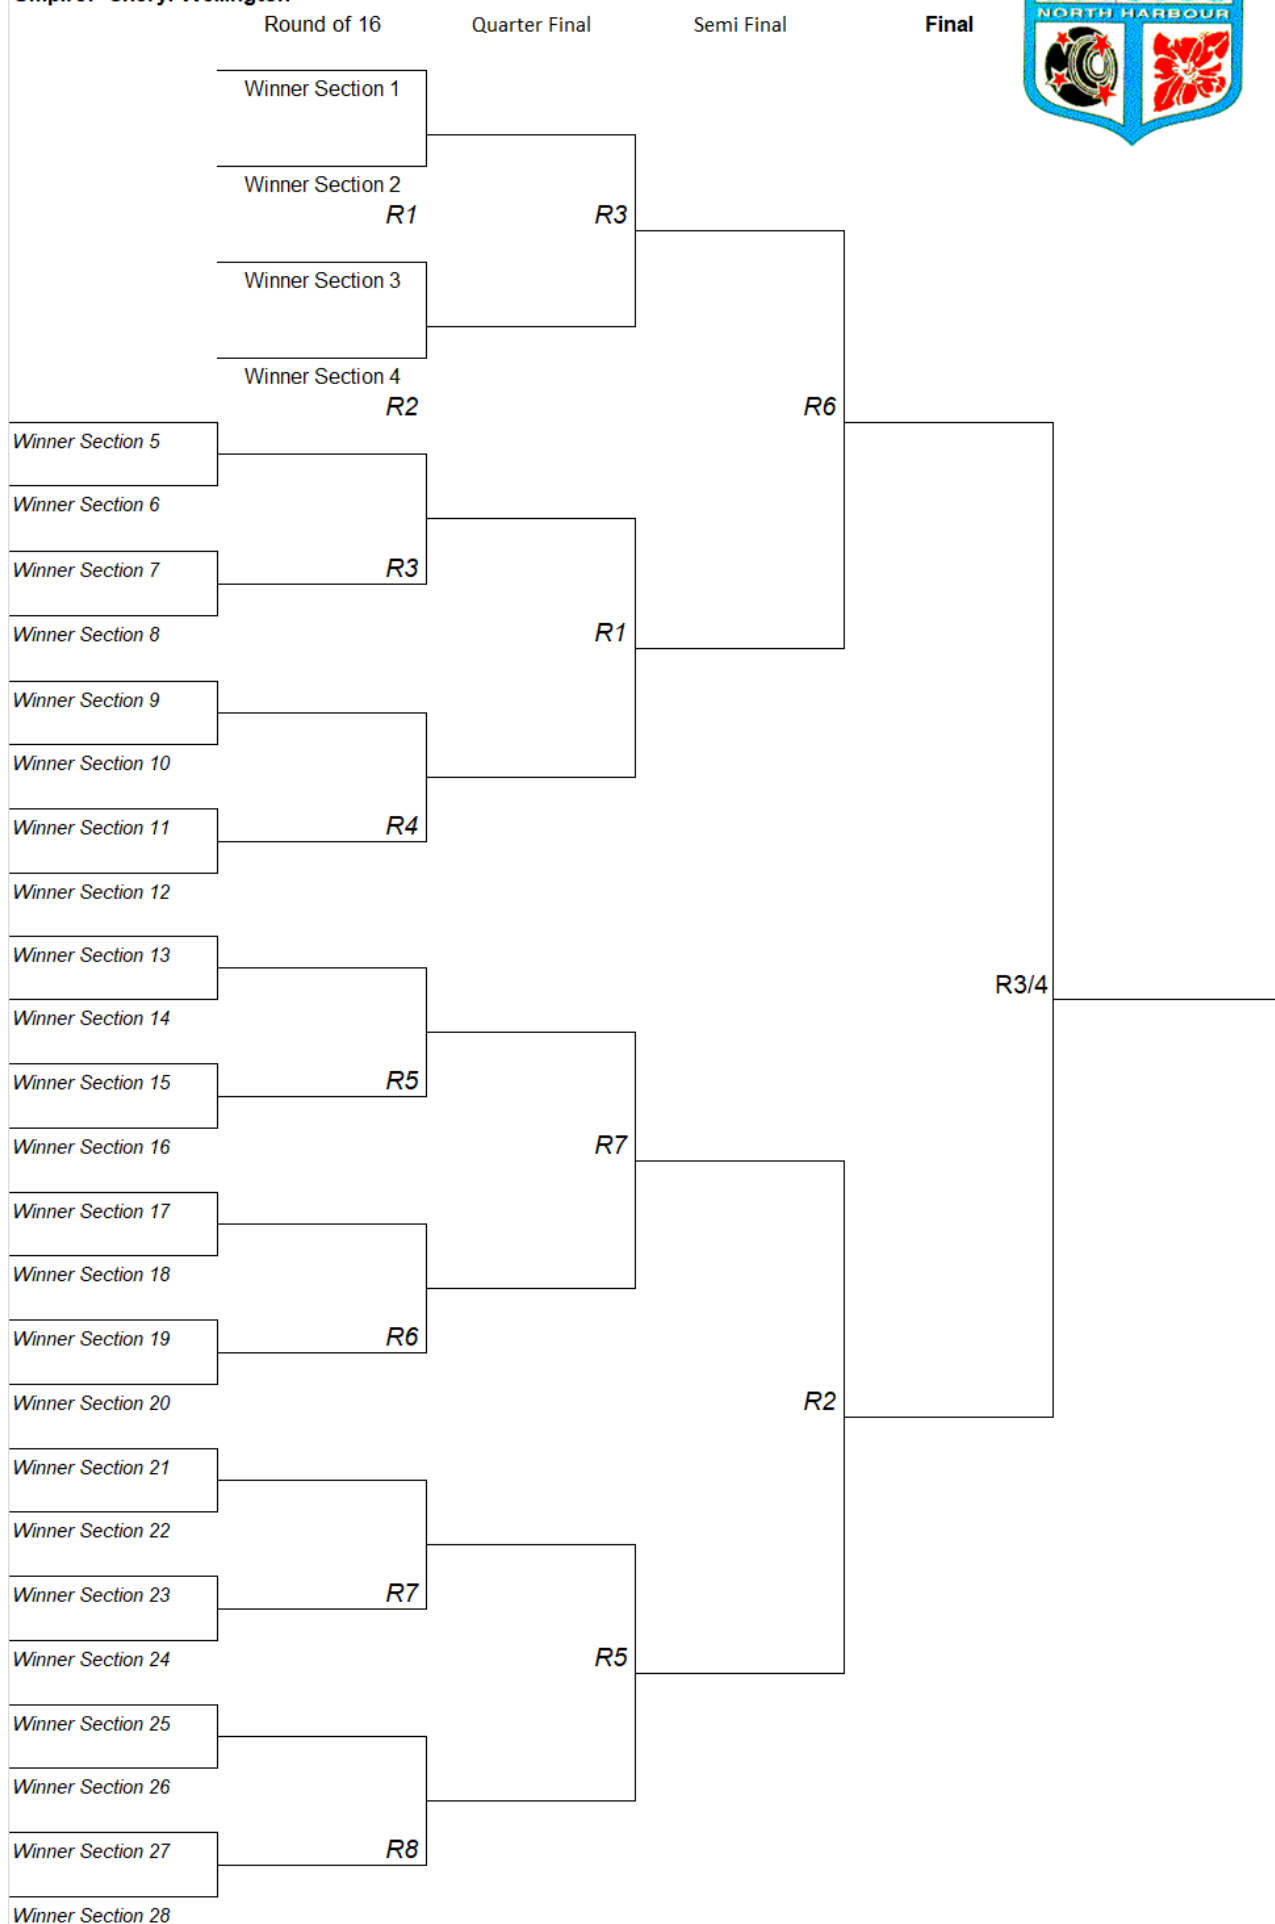 Round of 16 Quarter Final Semi Final Final
NORTH HARBOUR
Winner Section 1
Winner Section 2
R1 R3
Winner Section 3
Winner Section 4
R2 R6
Winner Section 5
Winner Section 6
Winner Section 7 R3
Winner Section 8 R1
Winner Section 9
Winner Section 10
Winner Section 11 R4
Winner Section 12
Winner Section 13
R3/4
Winner Section 14
Winner Section 15 R5
Winner Section 16 R7
Winner Section 17
Winner Section 18
Winner Section 19 R6
Winner Section 20 R2
Winner Section 21
Winner Section 22
Winner Section 23 R7
Winner Section 24 R5
Winner Section 25
Winner Section 26
Winner Section 27 R8
Winner Section 28